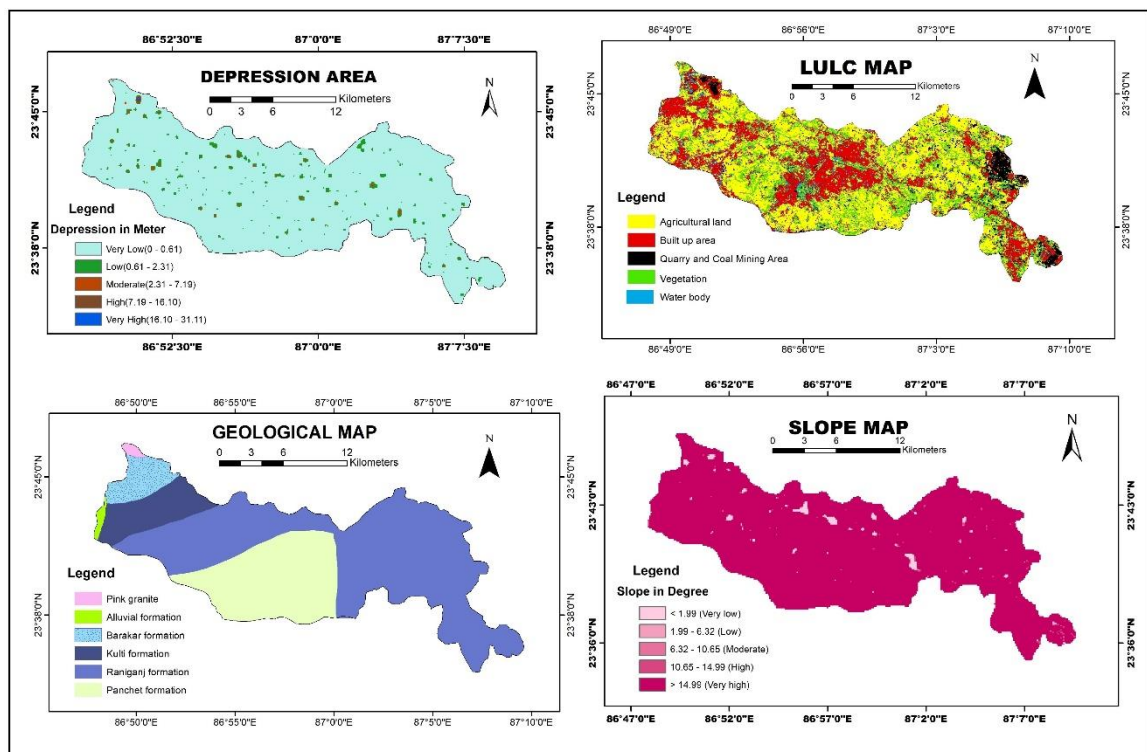 86°52'30"E 87°0'0"E 87°7'30"E
DEPRESSION AREA
N
0 3 6 12
Kilometers
23°45'0"N
23°45'0"N
23°38'0"N
23°38'0"N
Legend
Depression in Meter
Very Low(0 - 0.61)
Low(0.61 - 2.31)
Moderate(2.31 - 7.19)
High(7.19 - 16.10)
Very High(16.10 - 31.11)
86°52'30"E 87°0'0"E 87°7'30"E
86°49'0"E 86°56'0"E 87°3'0"E 87°10'0"E
LULC MAP
N
0 3 6 12
Kilometers
23°45'0"N
23°45'0"N
23°38'0"N
23°38'0"N
Legend
Agricultural land
Built up area
Quarry and Coal Mining Area
Vegetation
Water body
86°49'0"E 86°56'0"E 87°3'0"E 87°10'0"E
86°50'0"E 86°55'0"E 87°0'0"E 87°5'0"E 87°10'0"E
GEOLOGICAL MAP
N
0 3 6 12
Kilometers
23°45'0"N
23°45'0"N
23°38'0"N
23°38'0"N
Legend
Pink granite
Alluvial formation
Barakar formation
Kulti formation
Raniganj formation
Panchet formation
86°50'0"E 86°55'0"E 87°0'0"E 87°5'0"E 87°10'0"E
86°47'0"E 86°52'0"E 86°57'0"E 87°2'0"E 87°7'0"E
SLOPE MAP
N
0 3 6 12
Kilometers
23°43'0"N
23°43'0"N
23°36'0"N
23°36'0"N
Legend
Slope in Degree
< 1.99 (Very low)
1.99 - 6.32 (Low)
6.32 - 10.65 (Moderate)
10.65 - 14.99 (High)
> 14.99 (Very high)
86°47'0"E 86°52'0"E 86°57'0"E 87°2'0"E 87°7'0"E